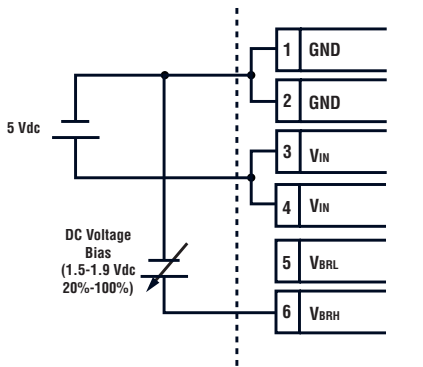 1 GND
2 GND
5 Vdc
3 VIN
4 VIN
DC Voltage
Bias
(1.5-1.9 Vdc
20%-100%)
5 VBRL
6 VBRH